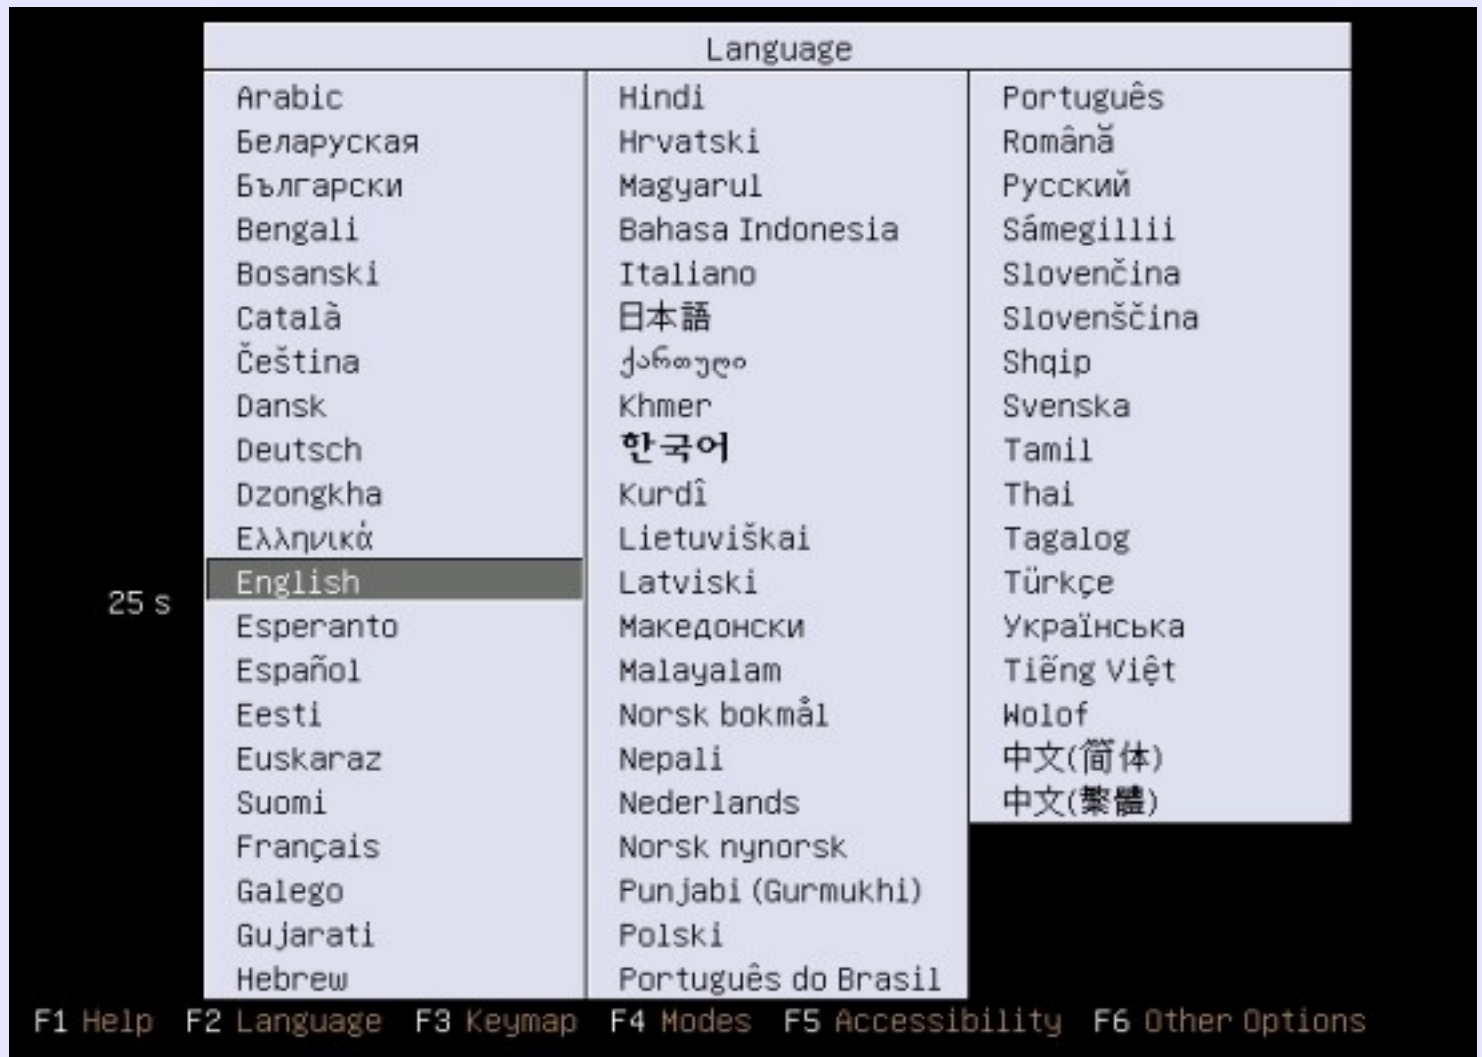 Language
Arabic
Беларуская
Български
Bengali
Bosanski
Català
Čeština
Dansk
Deutsch
Dzongkha
Ελληνικά
English
Esperanto
Español
Eesti
Euskaraz
Suomi
Français
Galego
Gujarati
Hebrew
Hindi
Hrvatski
Magyarul
Bahasa Indonesia
Italiano
日本語
ქართული
Khmer
한국어
Kurdî
Lietuviškai
Latviski
Македонски
Malayalam
Norsk bokmål
Nepali
Nederlands
Norsk nynorsk
Punjabi (Gurmukhi)
Polski
Português do Brasil
Português
Română
Русский
Sámegillii
Slovenčina
Slovenščina
Shqip
Svenska
Tamil
Thai
Tagalog
Türkçe
Українська
Tiếng Việt
Wolof
中文(简体)
中文(繁體)
25 s
F1 Help F2 Language F3 Keymap F4 Modes F5 Accessibility F6 Other Options